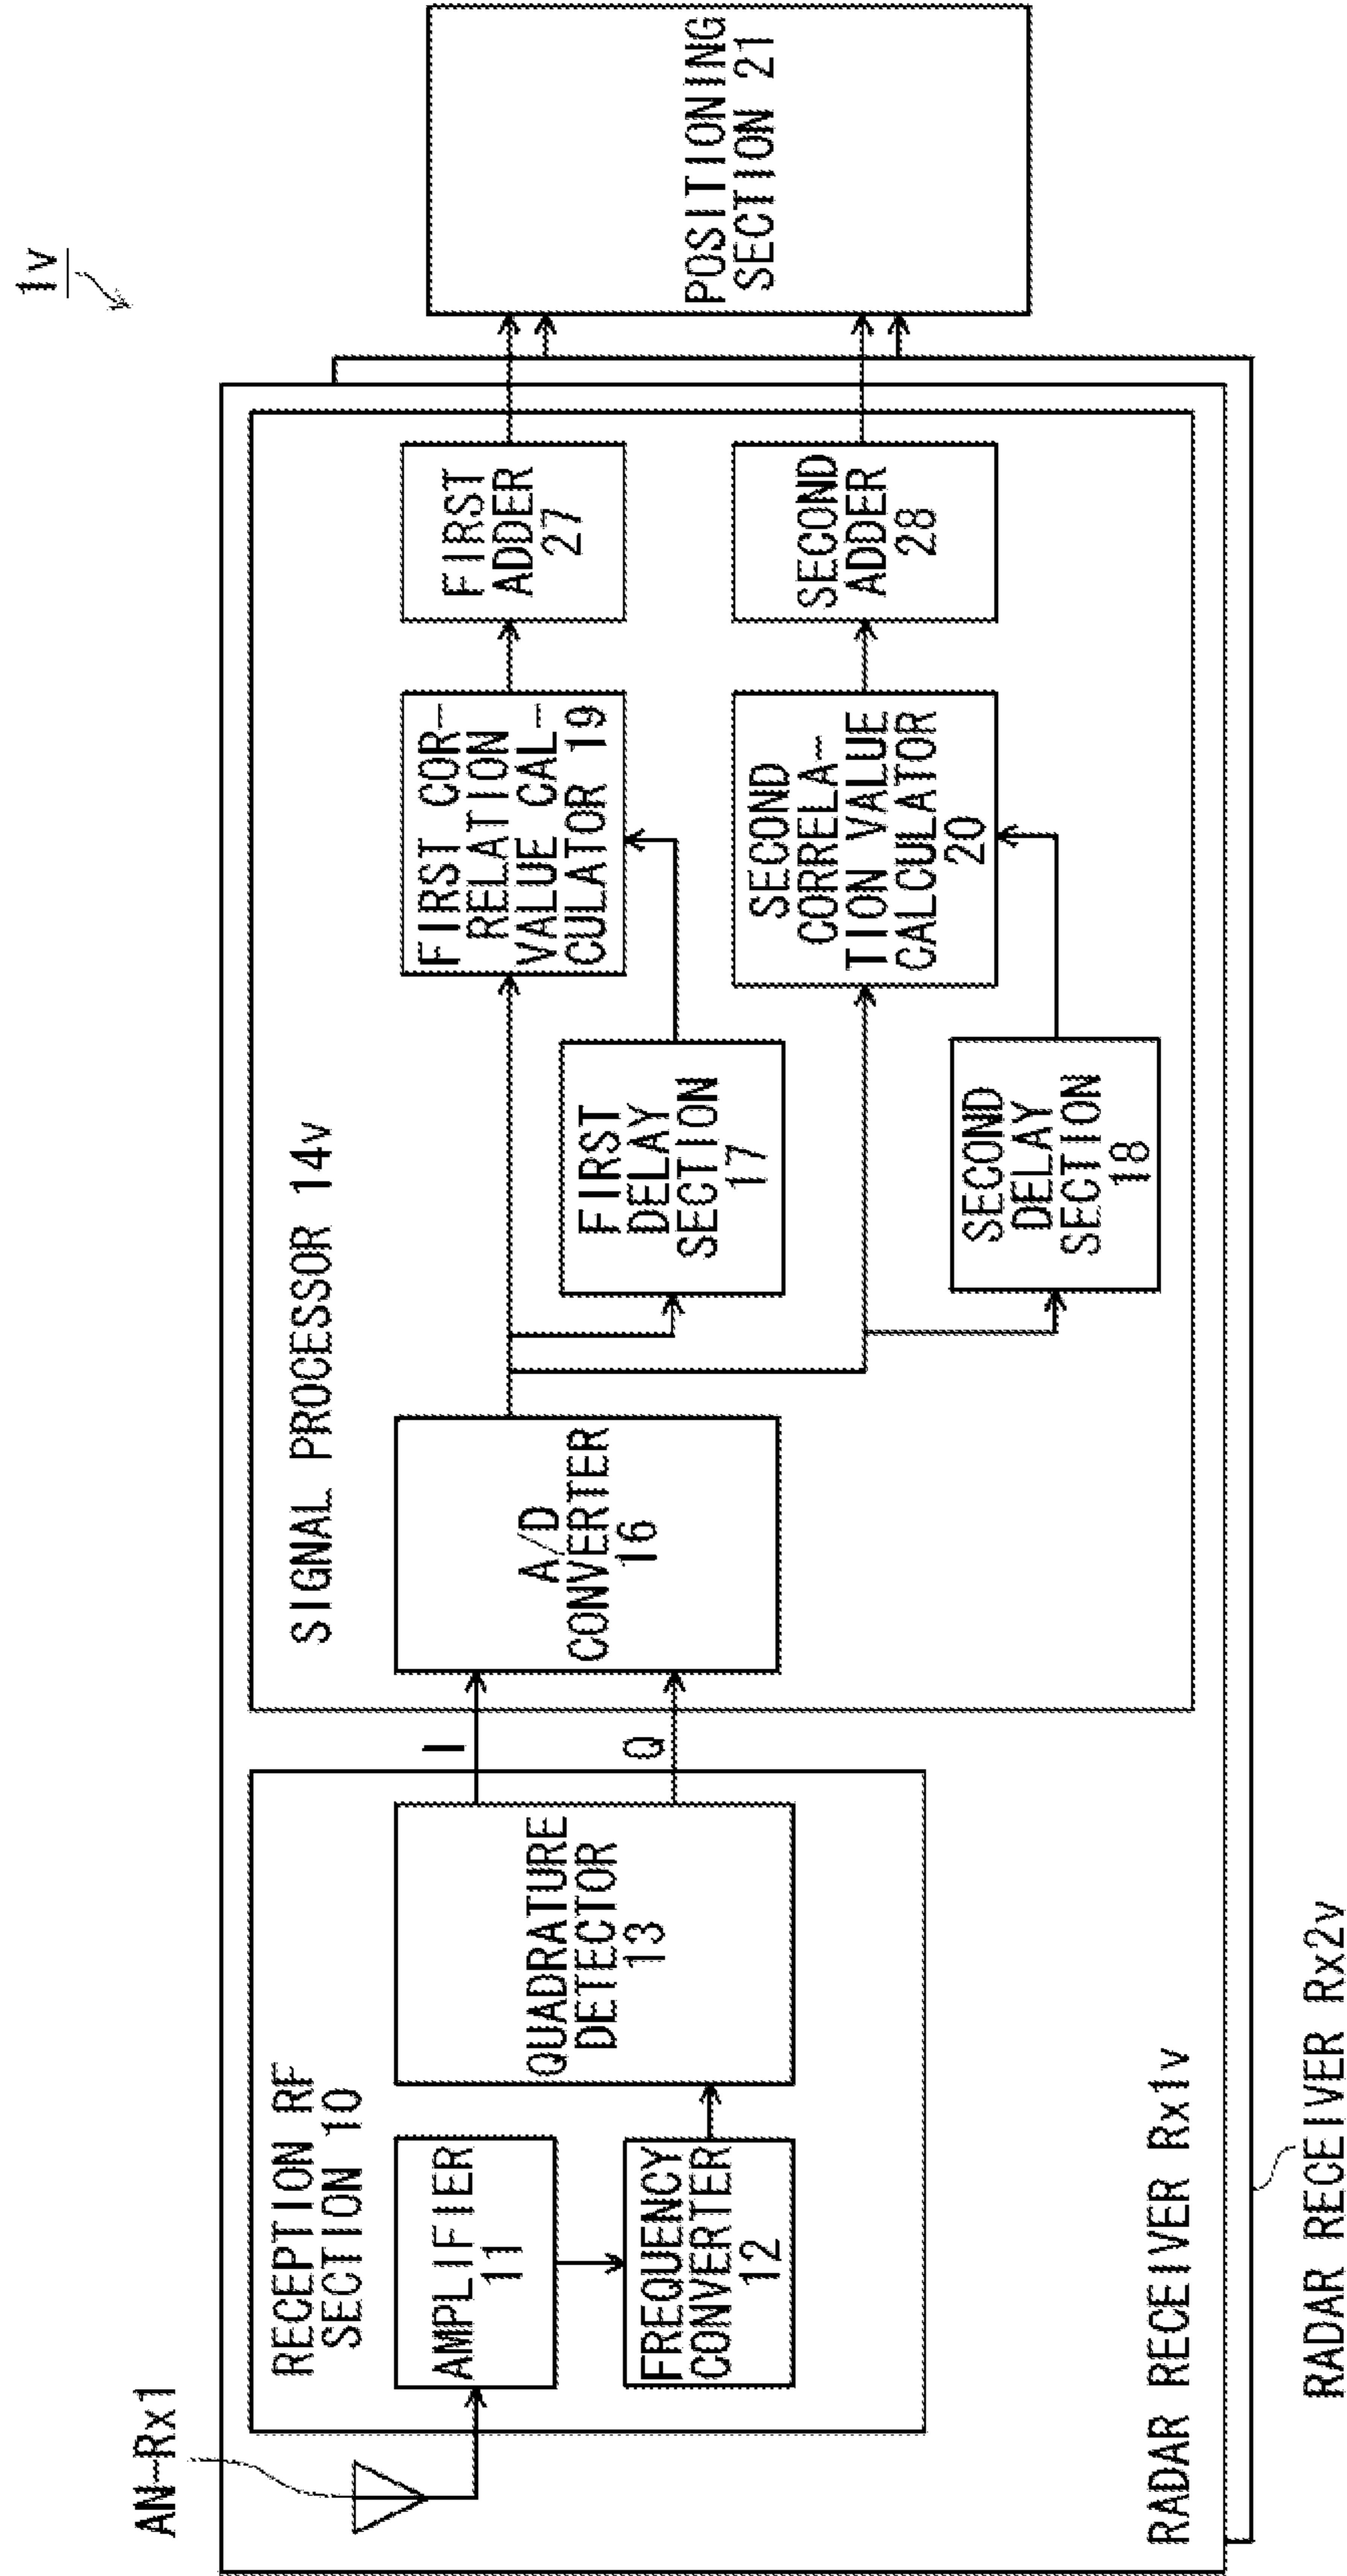 1v
AN-Rx1
RECEPTION RF
SECTION 10
AMPLIFIER
11
FREQUENCY
CONVERTER
12
QUADRATURE
DETECTOR
13
I
Q
SIGNAL PROCESSOR 14v
A/D
CONVERTER
16
FIRST
DELAY
SECTION
17
SECOND
DELAY
SECTION
18
FIRST COR-
RELATION
VALUE CAL-
CULATOR 19
SECOND
CORRELA-
TION VALUE
CALCULATOR
20
FIRST
ADDER
27
SECOND
ADDER
28
POSITIONING
SECTION 21
RADAR RECEIVER Rx1v
RADAR RECEIVER Rx2v